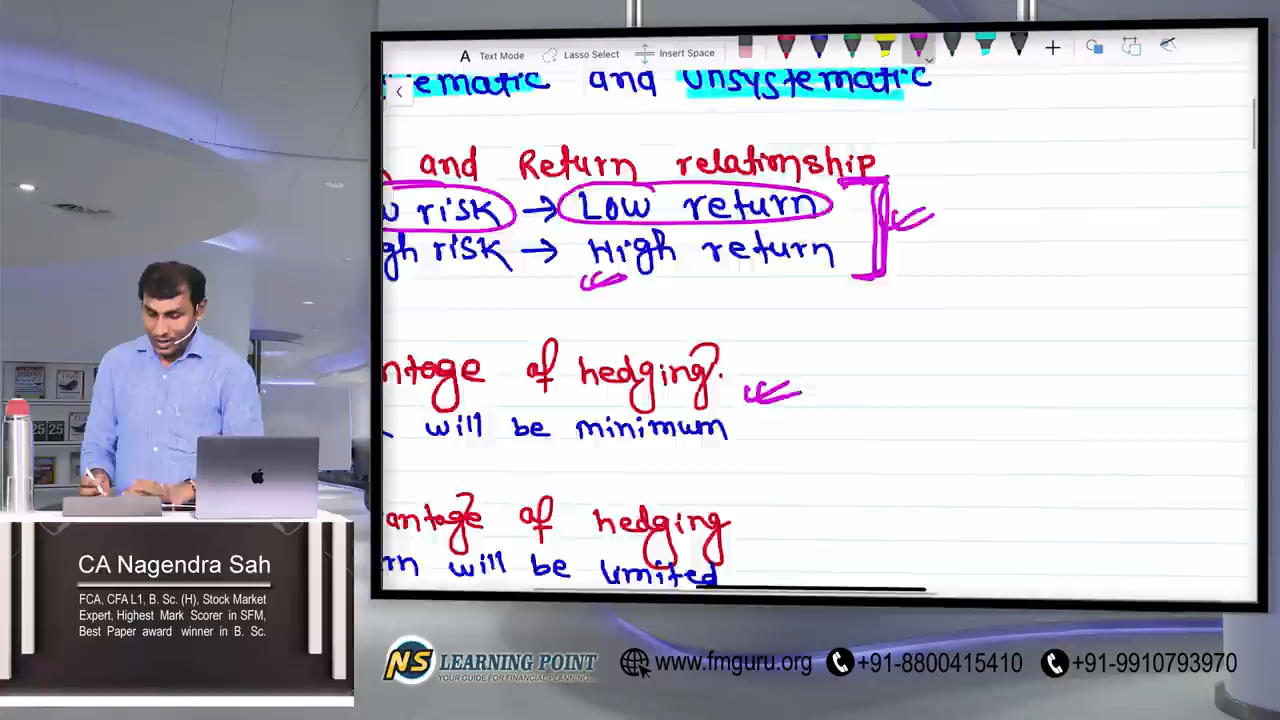 Text Mode
Lasso Select
Insert Space
ematic and unsystematic
and Return relationship
risk → Low return
gh risk → High return
ntage of hedging?
will be minimum
antage of hedging
rn will be limited
25 25
CA Nagendra Sah
FCA, CFA L1, B. Sc. (H), Stock Market
Expert, Highest Mark Scorer in SFM,
Best Paper award winner in B. Sc.
NS LEARNING POINT
YOUR GUIDE FOR FINANCIAL PLANNING....
www.fmguru.org
+91-8800415410
+91-9910793970